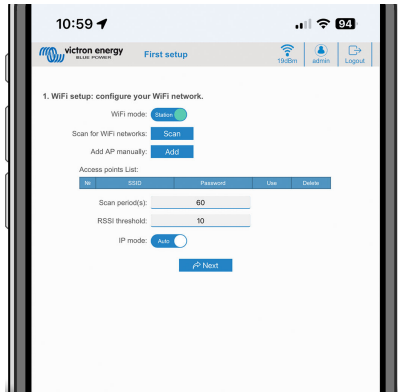 10:59
94
victron energy
BLUE POWER
First setup
19dBm
admin
Logout
1. WiFi setup: configure your WiFi network.
WiFi mode: Station
Scan for WiFi networks: Scan
Add AP manually: Add
Access points List:
№ SSID Password Use Delete
Scan period(s): 60
RSSI threshold: 10
IP mode: Auto
Next